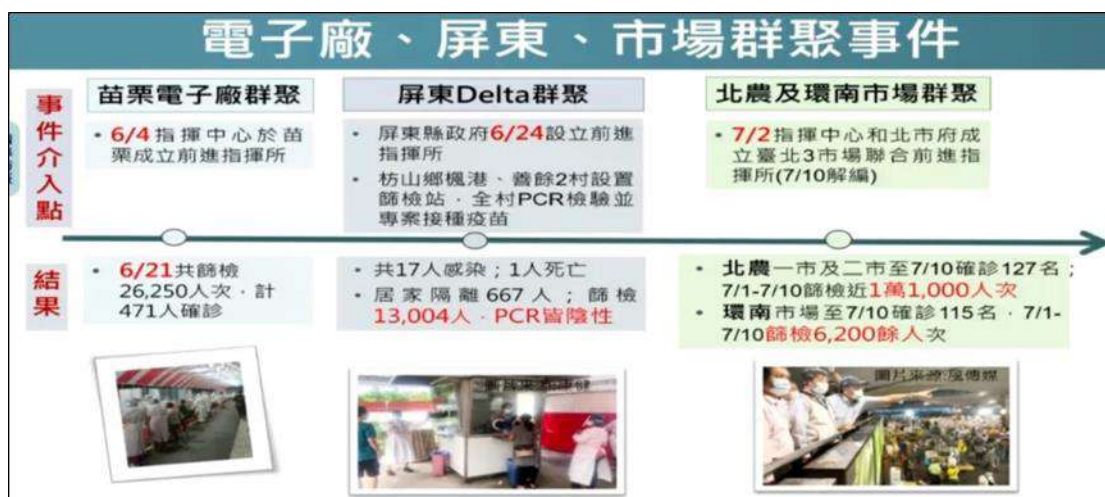 電子廠、屏東、市場群聚事件
事件介入點
苗栗電子廠群聚
• 6/4指揮中心於苗
栗成立前進指揮所
屏東Delta群聚
• 屏東縣政府6/24設立前進
指揮所
• 枋山鄉楓港、善餘2村設置
篩檢站，全村PCR檢驗並
專案接種疫苗
北農及環南市場群聚
• 7/2指揮中心和北市府成
立臺北3市場聯合前進指
揮所(7/10解編)
結果
• 6/21共篩檢
26,250人次，計
471人確診
• 共17人感染；1人死亡
• 居家隔離667人；篩檢
13,004人，PCR皆陰性
• 北農一市及二市至7/10確診127名；
7/1-7/10篩檢近1萬1,000人次
• 環南市場至7/10確診115名，7/1-
7/10篩檢6,200餘人次
圖片來源:風傳媒